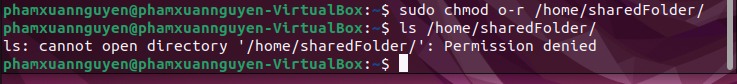 phamxuannguyen@phamxuannguyen-VirtualBox:~$ sudo chmod o-r /home/sharedFolder/
phamxuannguyen@phamxuannguyen-VirtualBox:~$ ls /home/sharedFolder/
ls: cannot open directory '/home/sharedFolder/': Permission denied
phamxuannguyen@phamxuannguyen-VirtualBox:~$